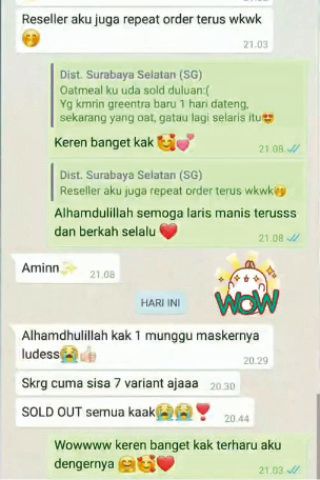 Reseller aku juga repeat order terus wkwk
🤭
21.03
Dist. Surabaya Selatan (SG)
Oatmeal ku uda sold duluan:(
Yg kmrin greentra baru 1 hari dateng,
sekarang yang oat, gatau lagi selaris itu😍
Keren banget kak 🥰💕
21.08
Dist. Surabaya Selatan (SG)
Reseller aku juga repeat order terus wkwk🤭
Alhamdulillah semoga laris manis terusss
dan berkah selalu ❤️
21.08
Aminn✨
21.08
WOW
HARI INI
Alhamdhulillah kak 1 munggu maskernya
ludess😭👍🏻
20.29
Skrg cuma sisa 7 variant ajaaa
20.30
SOLD OUT semua kaak😭😭❣️
20.44
Wowwww keren banget kak terharu aku
dengernya 🤗🥰❤️
21.03